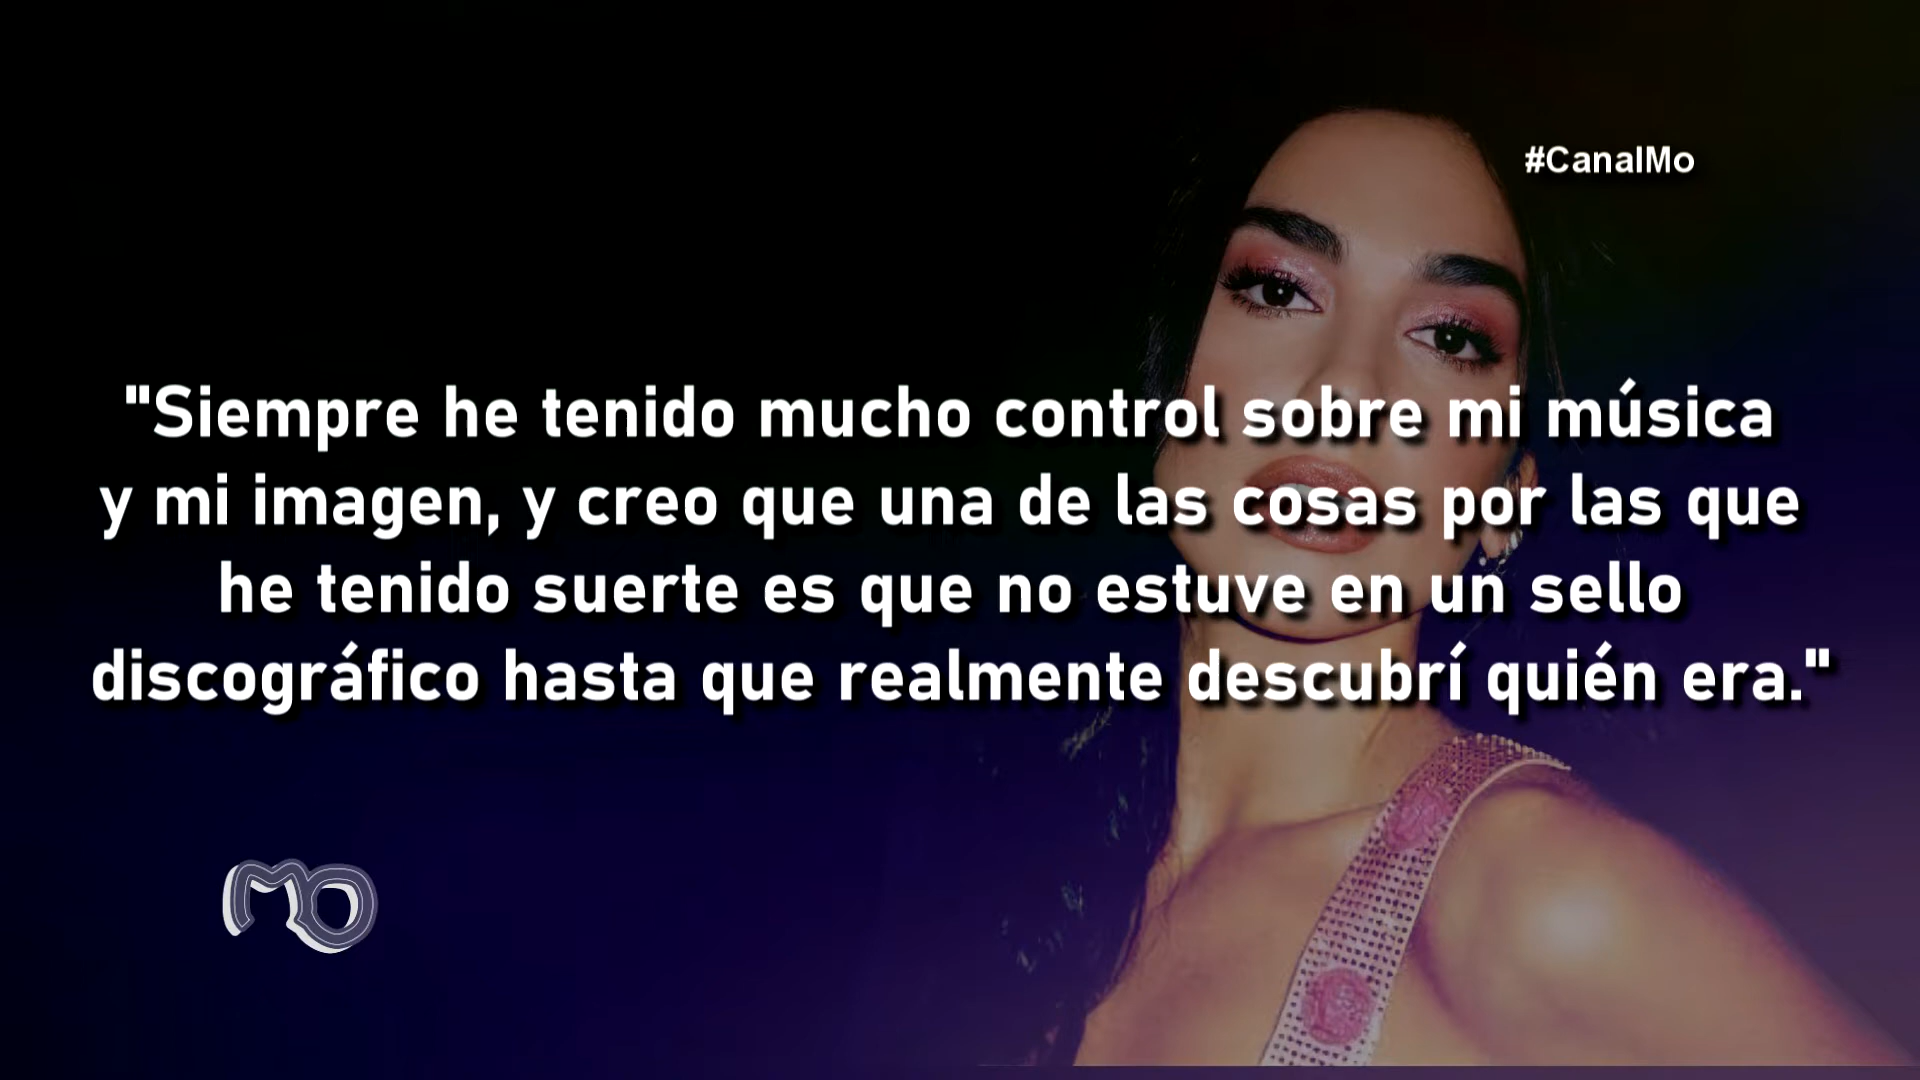 #CanalMo
"Siempre he tenido mucho control sobre mi música
y mi imagen, y creo que una de las cosas por las que
he tenido suerte es que no estuve en un sello
discográfico hasta que realmente descubrí quién era."
MO